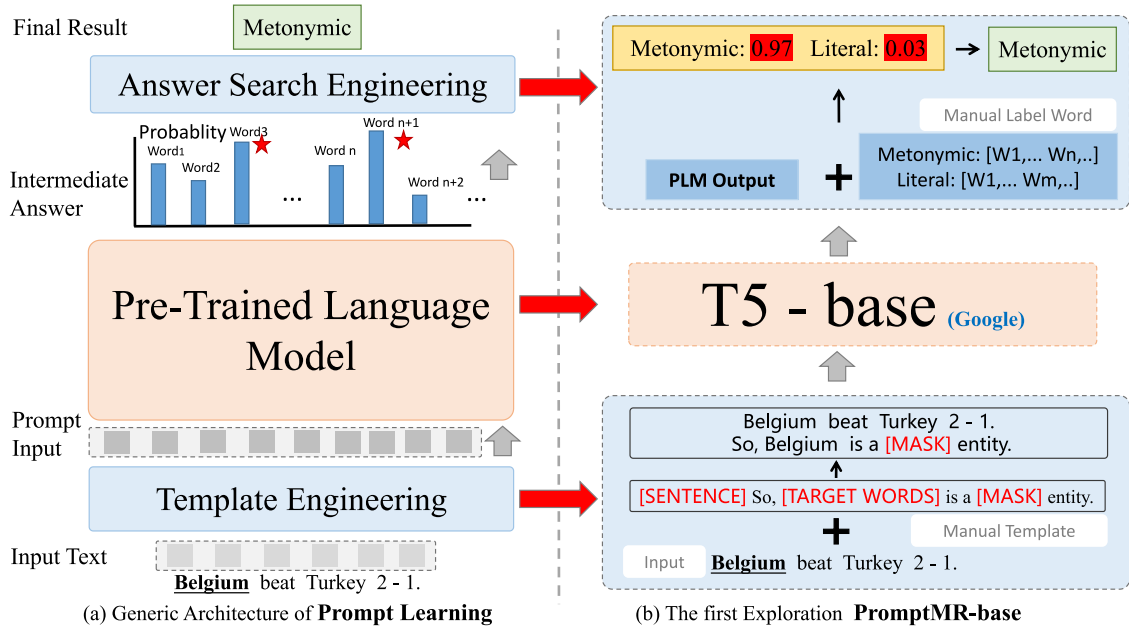 Final Result
Metonymic
Answer Search Engineering
Probablity
Word1
Word2
Word3
...
Word n
Word n+1
Word n+2
...
Intermediate
Answer
Pre-Trained Language
Model
Prompt
Input
Template Engineering
Input Text
Belgium beat Turkey 2 - 1.
(a) Generic Architecture of Prompt Learning
Metonymic: 0.97 Literal: 0.03
Metonymic
Manual Label Word
PLM Output
+
Metonymic: [W1,... Wn,..]
Literal: [W1,... Wm,..]
T5 - base (Google)
Belgium beat Turkey 2 - 1.
So, Belgium is a [MASK] entity.
[SENTENCE] So, [TARGET WORDS] is a [MASK] entity.
+
Manual Template
Input
Belgium beat Turkey 2 - 1.
(b) The first Exploration PromptMR-base